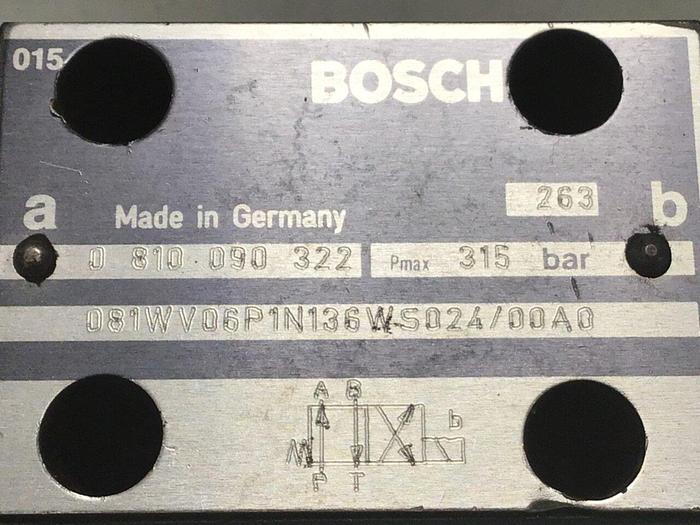 015
BOSCH
263
a
b
Made in Germany
0 810 090 322
Pmax 315 bar
081WV06P1N136WS024/00A0
A B
b
P T